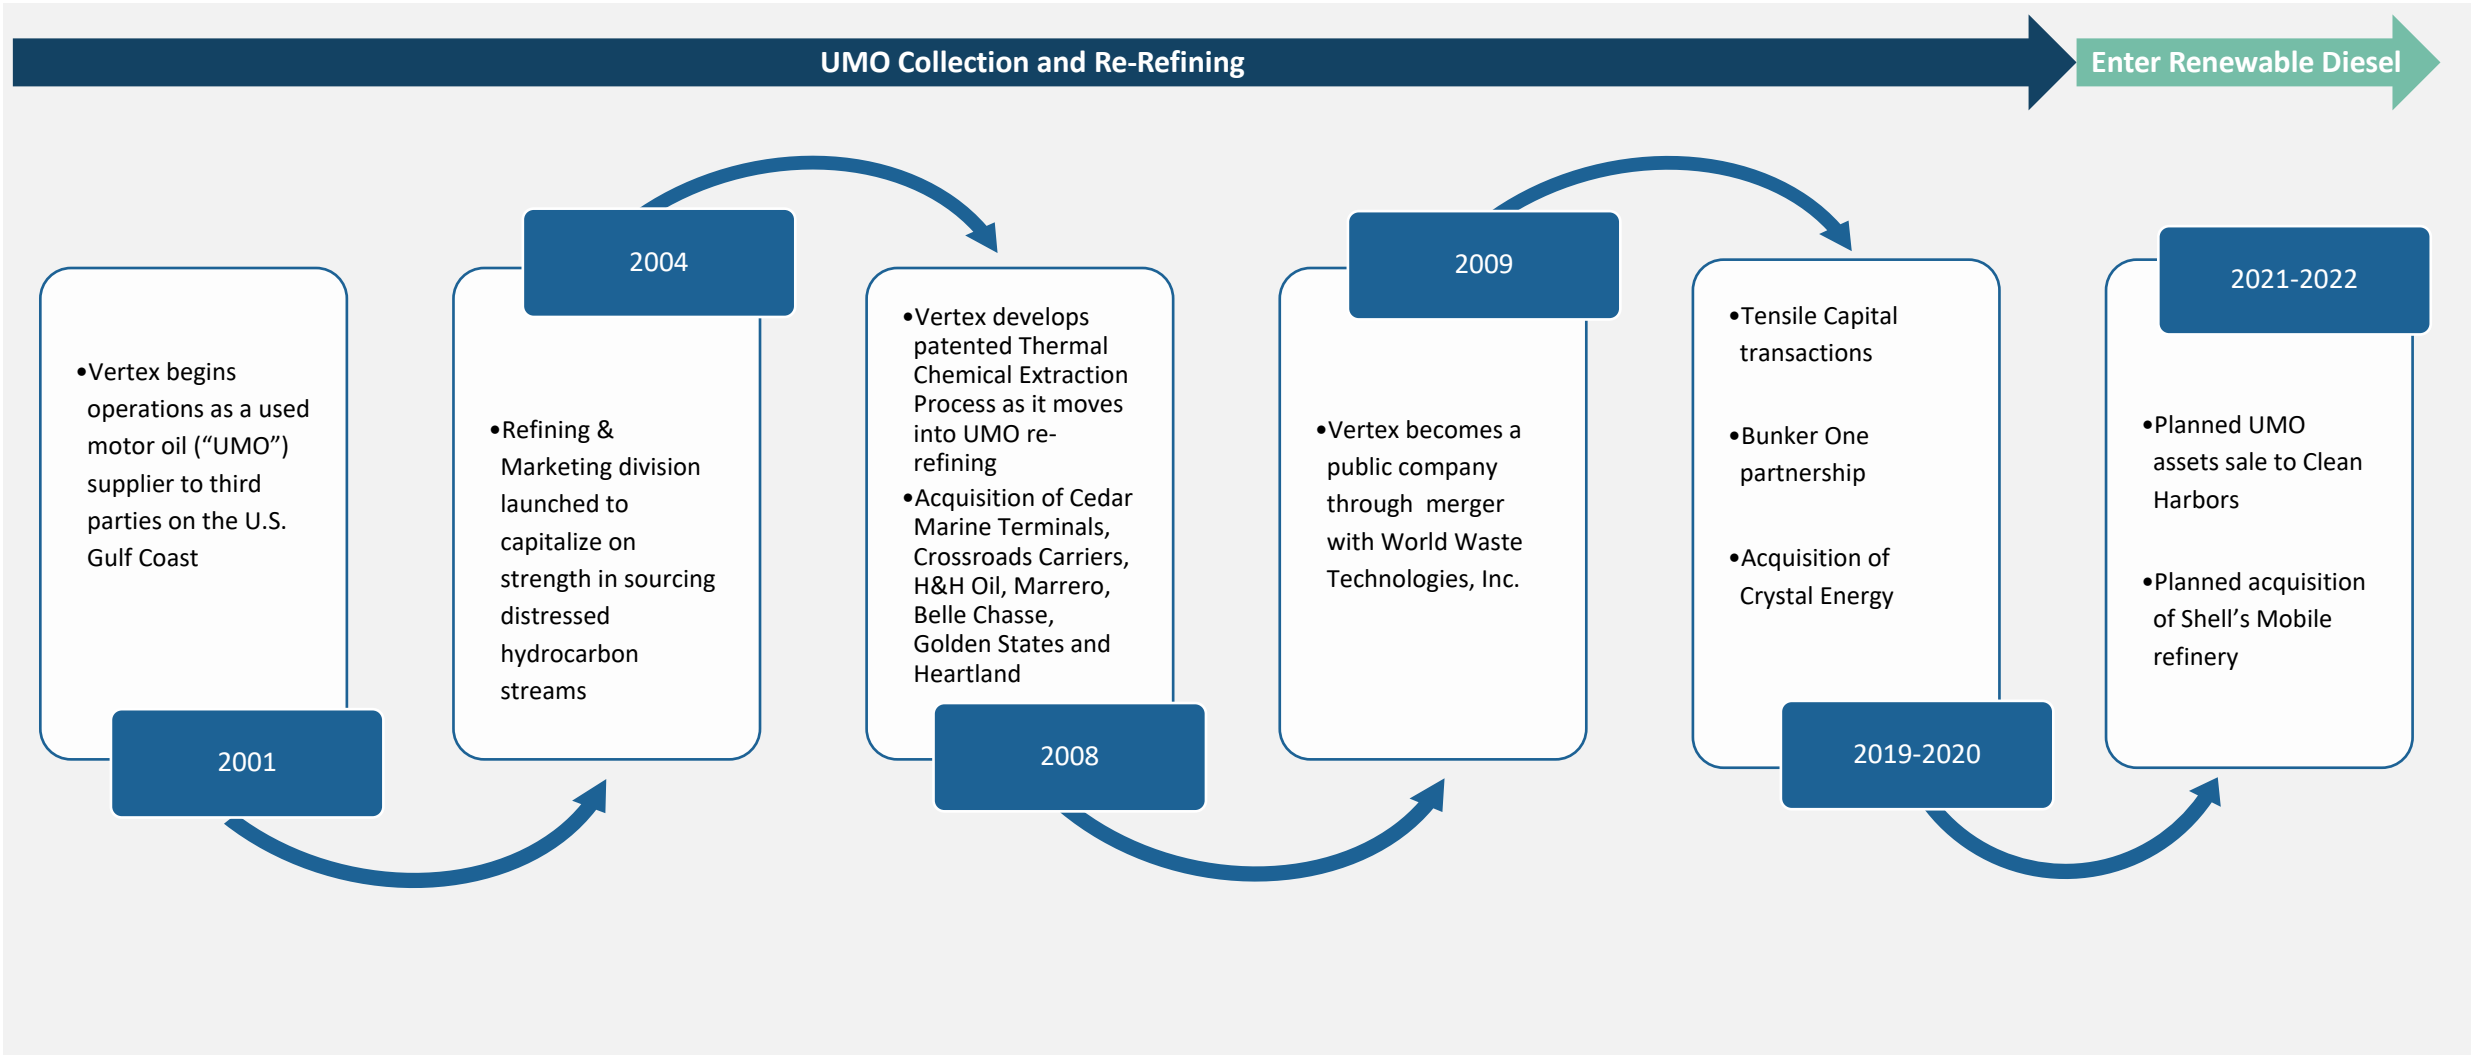 UMO Collection and Re-Refining
Enter Renewable Diesel
•Vertex begins
operations as a used
motor oil (“UMO”)
supplier to third
parties on the U.S.
Gulf Coast
2001
2004
•Refining &
Marketing division
launched to
capitalize on
strength in sourcing
distressed
hydrocarbon
streams
•Vertex develops
patented Thermal
Chemical Extraction
Process as it moves
into UMO re-
refining
•Acquisition of Cedar
Marine Terminals,
Crossroads Carriers,
H&H Oil, Marrero,
Belle Chasse,
Golden States and
Heartland
2008
2009
•Vertex becomes a
public company
through merger
with World Waste
Technologies, Inc.
•Tensile Capital
transactions
•Bunker One
partnership
•Acquisition of
Crystal Energy
2019-2020
2021-2022
•Planned UMO
assets sale to Clean
Harbors
•Planned acquisition
of Shell’s Mobile
refinery